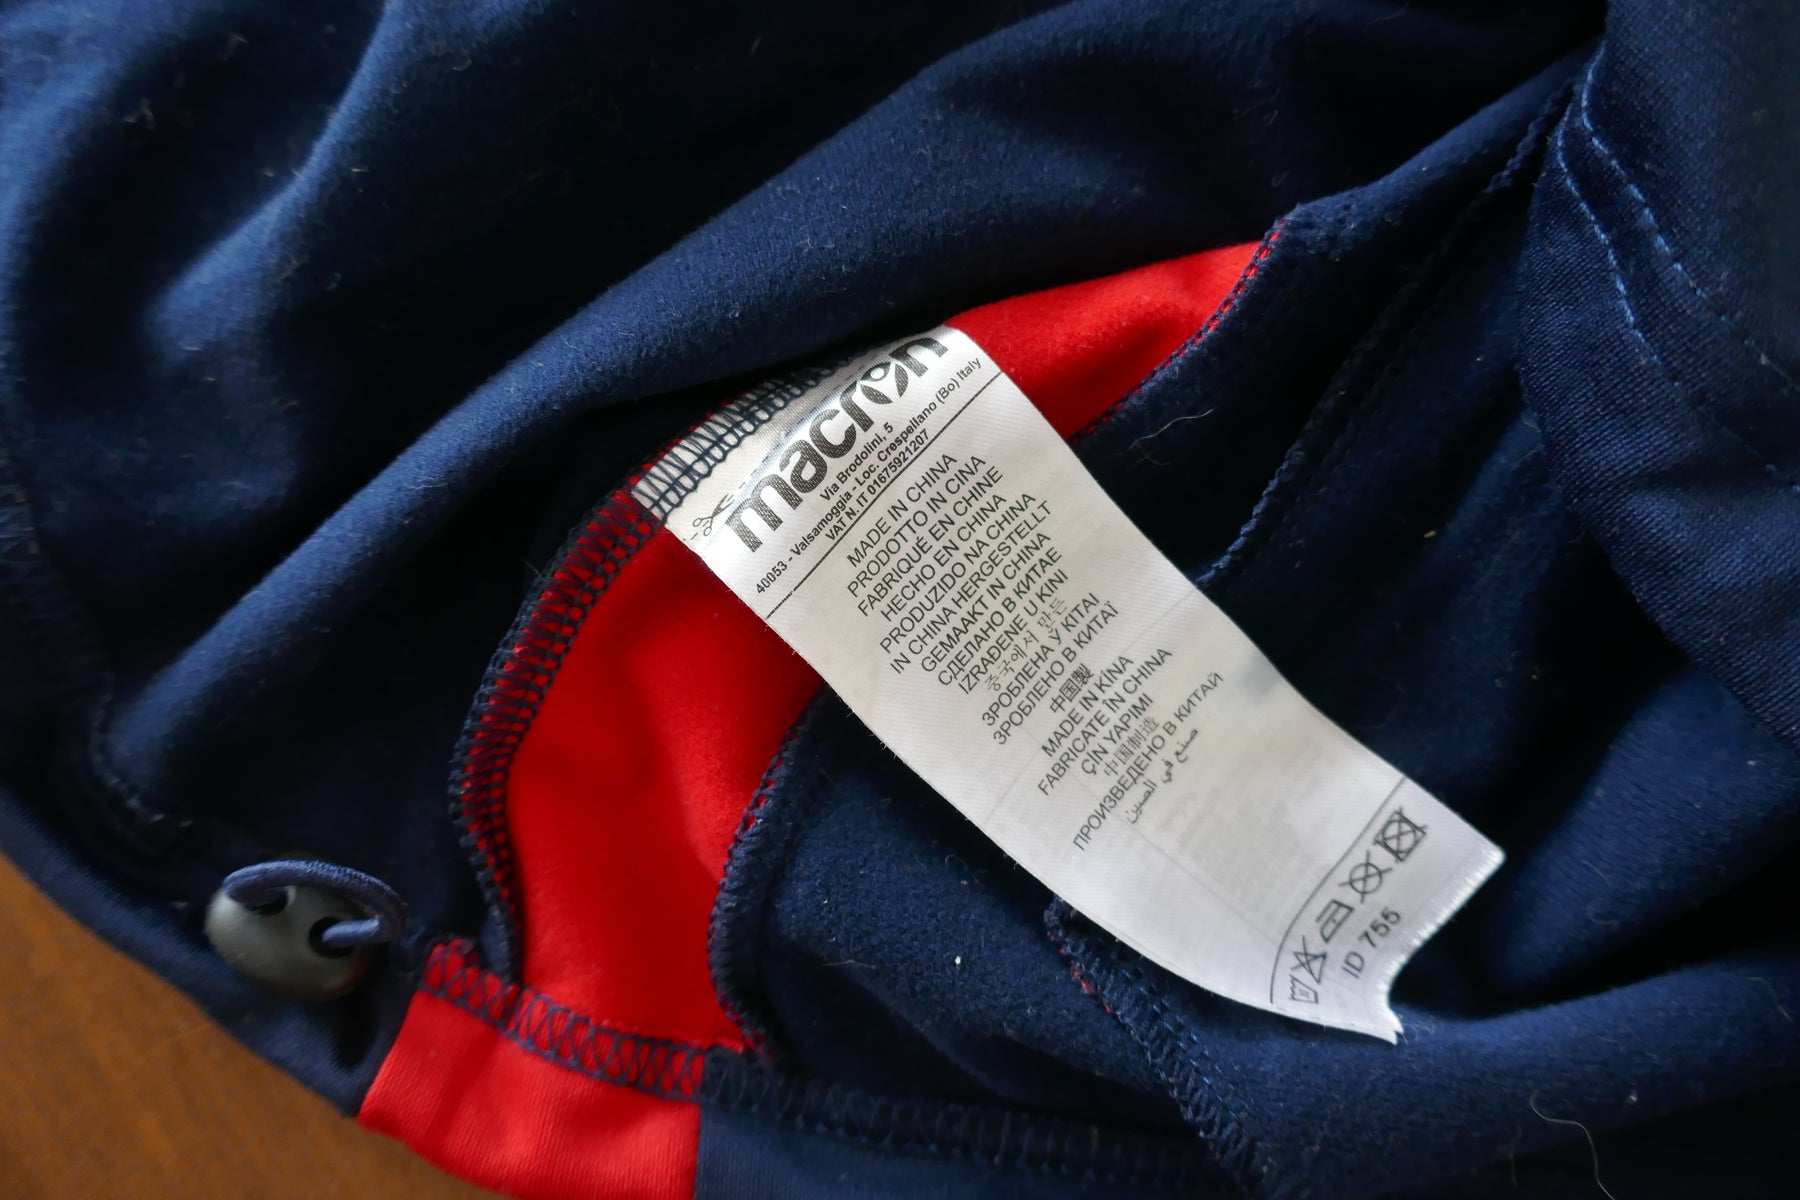 macron
Via Brodolini, 5
40053 - Valsamoggia - Loc. Crespellano (Bo) Italy
VAT N. IT 01675921207
MADE IN CHINA
PRODOTTO IN CINA
FABRIQUÉ EN CHINE
HECHO EN CHINA
PRODUZIDO NA CHINA
IN CHINA HERGESTELLT
GEMAAKT IN CHINA
СДЕЛАНО В КИТАЕ
IZRAĐENE U KINI
중국에서 만든
ЗРОБЛЕНА Ў КІТАІ
ЗРОБЛЕНО В КИТАЇ
中国製
MADE IN KINA
FABRICATE ÎN CHINA
ÇIN YAPIMI
中国制造
ПРОИЗВЕДЕНО В КИТАЙ
صنع في الصين
ID 755